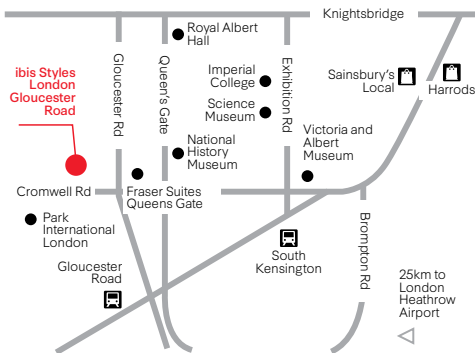 Knightsbridge
Royal Albert
Hall
Gloucester Rd
Queen's Gate
Exhibition Rd
ibis Styles
London
Gloucester
Road
Imperial
College
Science
Museum
Sainsbury's
Local
Harrods
National
History
Museum
Victoria and
Albert
Museum
Cromwell Rd
Fraser Suites
Queens Gate
Park
International
London
Gloucester
Road
South
Kensington
Brompton Rd
25km to
London
Heathrow
Airport